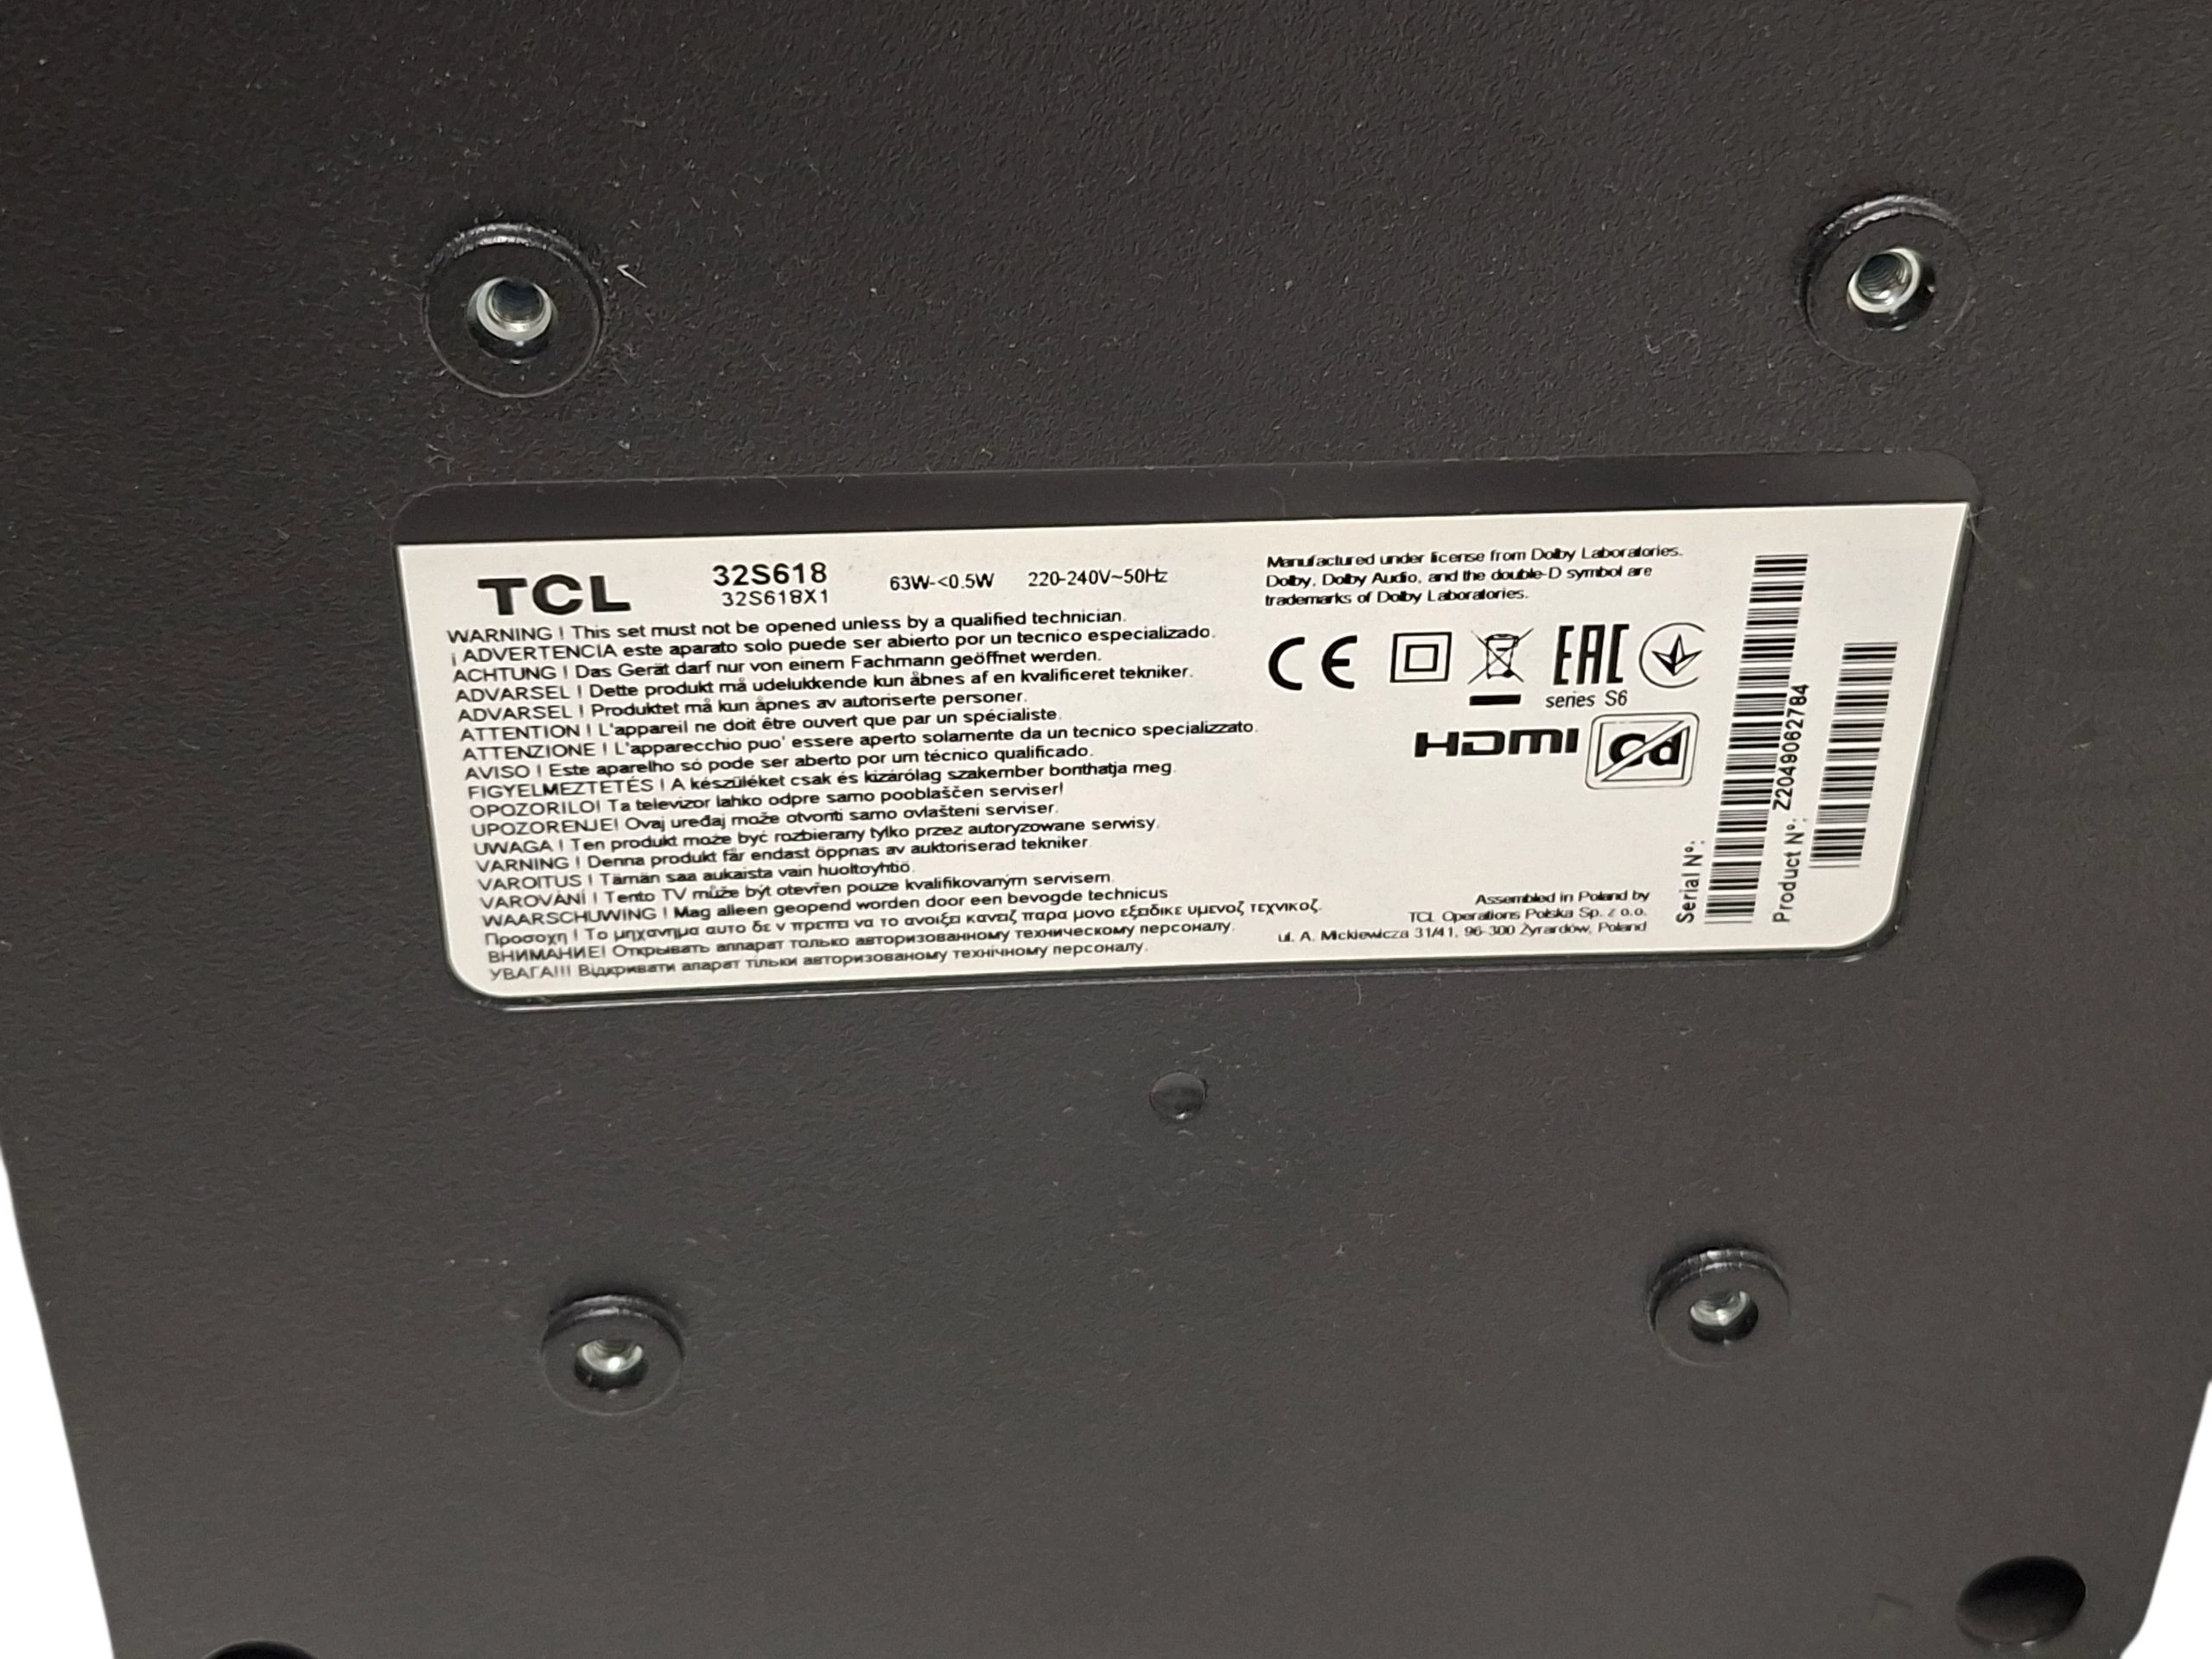 TCL
32S618
32S618X1
63W-<0.5W
220-240V~50Hz
WARNING ! This set must not be opened unless by a qualified technician.
¡ ADVERTENCIA este aparato solo puede ser abierto por un tecnico especializado.
ACHTUNG ! Das Gerät darf nur von einem Fachmann geöffnet werden.
ADVARSEL ! Dette produkt må udelukkende kun åbnes af en kvalificeret tekniker.
ADVARSEL ! Produktet må kun åpnes av autoriserte personer.
ATTENTION ! L'appareil ne doit être ouvert que par un spécialiste.
ATTENZIONE ! L'apparecchio puo' essere aperto solamente da un tecnico specializzato.
AVISO ! Este aparelho só pode ser aberto por um técnico qualificado.
FIGYELMEZTETÉS ! A készüléket csak és kizárólag szakember bonthatja meg.
OPOZORILO! Ta televizor lahko odpre samo pooblaščen serviser!
UPOZORENJE! Ovaj uređaj može otvoriti samo ovlašteni serviser.
UWAGA ! Ten produkt może być rozbierany tylko przez autoryzowane serwisy.
VARNING ! Denna produkt får endast öppnas av auktoriserad tekniker
VAROITUS ! Tämän saa aukaista vain huoltoyhtiö.
VAROVÁNÍ ! Tento TV může být otevřen pouze kvalifikovaným servisem.
WAARSCHUWING ! Mag alleen geopend worden door een bevogde technicus
Προσοχη ! Το μηχανημα αυτο δε ν πρεπει να το ανοιξει κανειζ παρα μονο εξειδικε υμενοζ τεχνικοζ.
ВНИМАНИЕ! Открывать аппарат только авторизованному техническому персоналу.
УВАГА!!! Відкривати апарат тільки авторизованому технічному персоналу.
Manufactured under license from Dolby Laboratories.
Dolby, Dolby Audio, and the double-D symbol are
trademarks of Dolby Laboratories.
CE
EAC
series S6
HDMI
Cd
Assembled in Poland by
TCL Operations Polska Sp. z o.o.
ul. A. Mickiewicza 31/41, 96-300 Żyrardów, Poland
Serial Nº:
Product Nº: Z2049062784